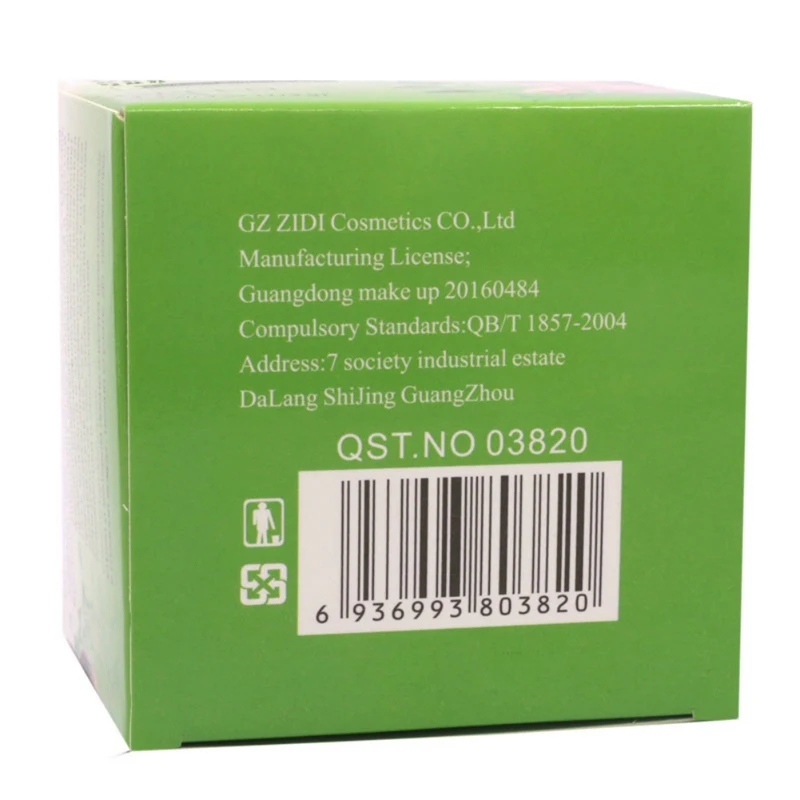 GZ ZIDI Cosmetics CO.,Ltd
Manufacturing License;
Guangdong make up 20160484
Compulsory Standards:QB/T 1857-2004
Address:7 society industrial estate
DaLang ShiJing GuangZhou
QST.NO 03820
6 936993 803820